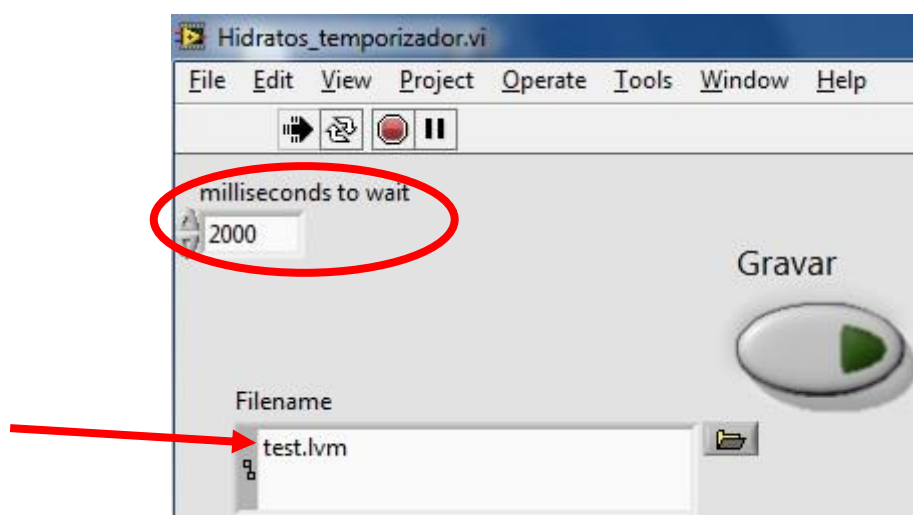 Hidratos_temporizador.vi
File Edit View Project Operate Tools Window Help
milliseconds to wait
2000
Gravar
Filename
test.lvm